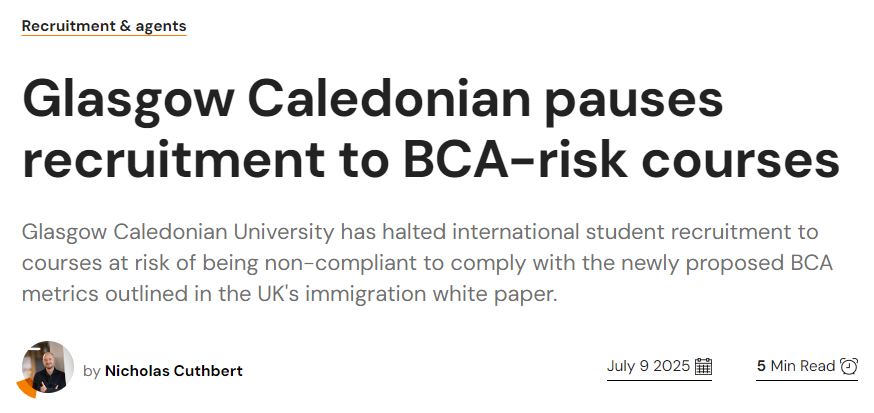 Recruitment & agents
Glasgow Caledonian pauses
recruitment to BCA-risk courses
Glasgow Caledonian University has halted international student recruitment to
courses at risk of being non-compliant to comply with the newly proposed BCA
metrics outlined in the UK's immigration white paper.
by Nicholas Cuthbert
July 9 2025
5 Min Read